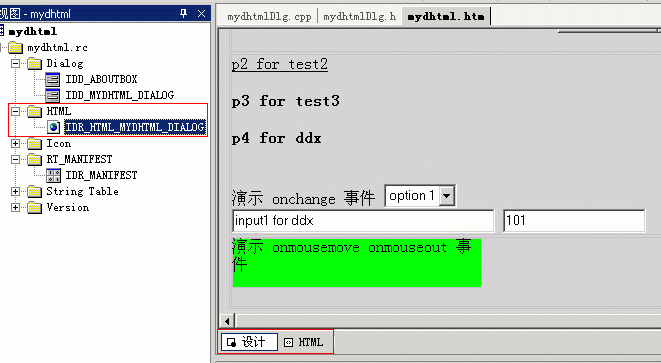 视图 - mydhtml
mydhtml
mydhtml.rc
Dialog
IDD_ABOUTBOX
IDD_MYDHTML_DIALOG
HTML
IDR_HTML_MYDHTML_DIALOG
Icon
RT_MANIFEST
IDR_MANIFEST
String Table
Version
mydhtmlDlg.cpp mydhtmlDlg.h mydhtml.htm
p2 for test2
p3 for test3
p4 for ddx
演示 onchange 事件 option 1
input1 for ddx 101
演示 onmousemove onmouseout 事
件
设计 HTML